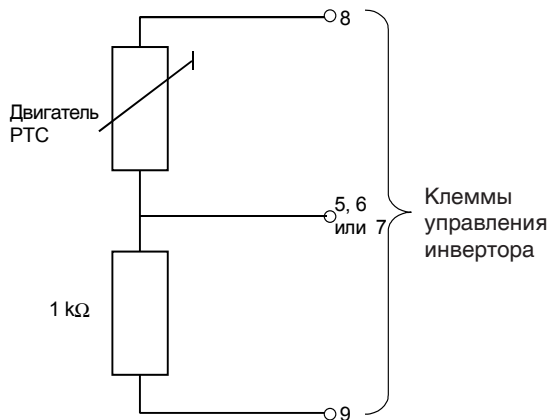 8
Двигатель
PTC
5, 6
или 7
Клеммы
управления
инвертора
1 kΩ
9